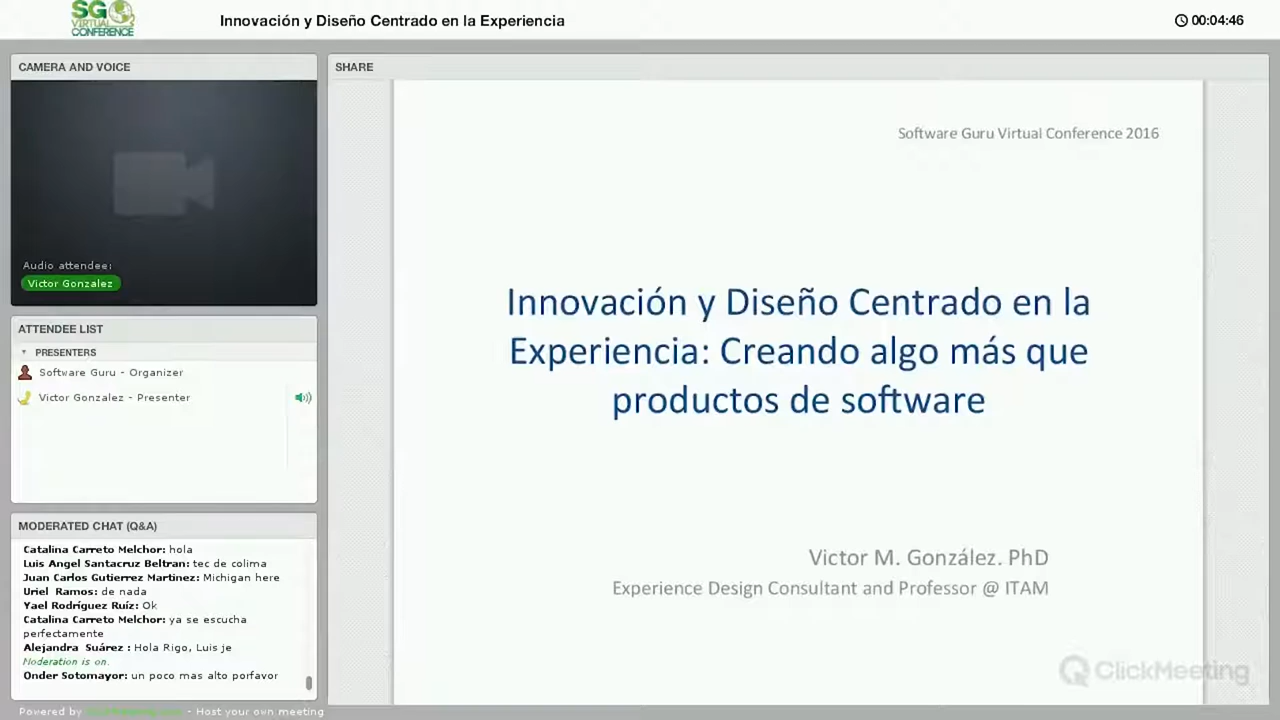 SG
VIRTUAL
CONFERENCE
Innovación y Diseño Centrado en la Experiencia
00:04:46
CAMERA AND VOICE
Audio attendee:
Victor Gonzalez
ATTENDEE LIST
PRESENTERS
Software Guru - Organizer
Victor Gonzalez - Presenter
MODERATED CHAT (Q&A)
Catalina Carreto Melchor: hola
Luis Angel Santacruz Beltran: tec de colima
Juan Carlos Gutierrez Martinez: Michigan here
Uriel Ramos: de nada
Yael Rodríguez Ruíz: Ok
Catalina Carreto Melchor: ya se escucha
perfectamente
Alejandra Suárez : Hola Rigo, Luis je
Moderation is on.
Onder Sotomayor: un poco mas alto porfavor
Powered by ClickMeeting.com - Host your own meeting
SHARE
Software Guru Virtual Conference 2016
Innovación y Diseño Centrado en la
Experiencia: Creando algo más que
productos de software
Victor M. González. PhD
Experience Design Consultant and Professor @ ITAM
ClickMeeting